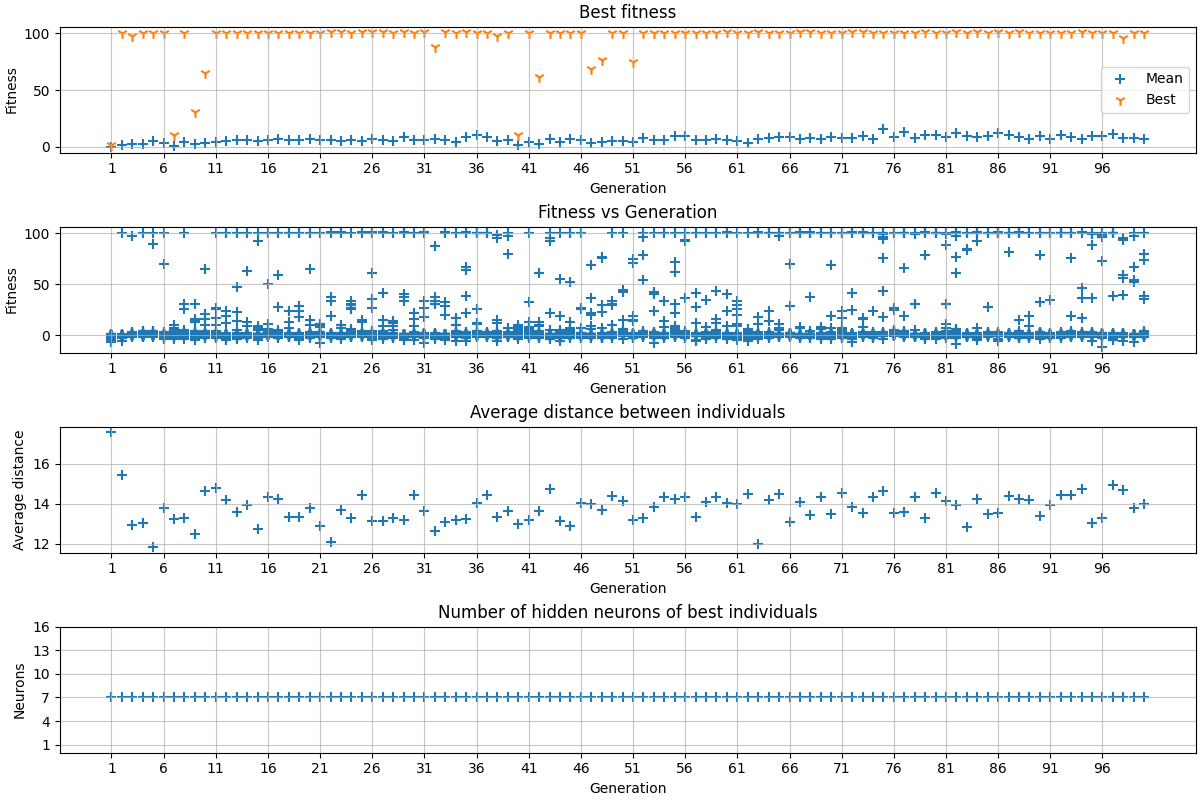 Best fitness
Fitness
100
50
0
Mean
Best
1 6 11 16 21 26 31 36 41 46 51 56 61 66 71 76 81 86 91 96
Generation
Fitness vs Generation
Fitness
100
50
0
1 6 11 16 21 26 31 36 41 46 51 56 61 66 71 76 81 86 91 96
Generation
Average distance between individuals
Average distance
16
14
12
1 6 11 16 21 26 31 36 41 46 51 56 61 66 71 76 81 86 91 96
Generation
Number of hidden neurons of best individuals
Neurons
16
13
10
7
4
1
1 6 11 16 21 26 31 36 41 46 51 56 61 66 71 76 81 86 91 96
Generation